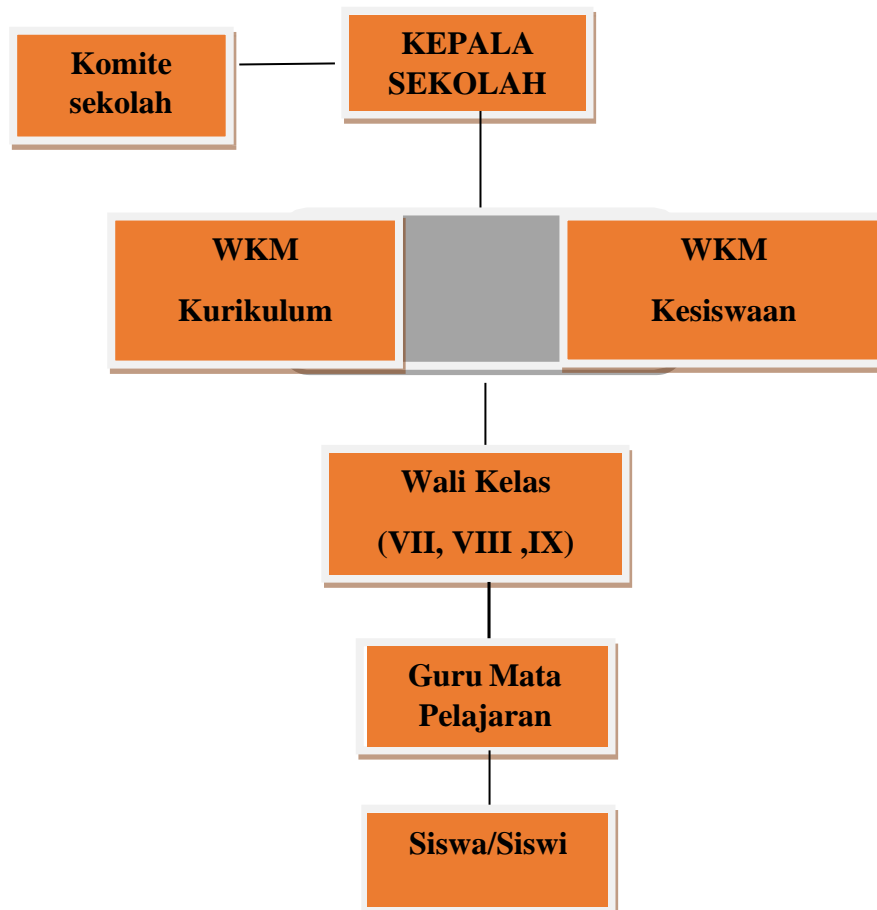 Komite
sekolah
KEPALA
SEKOLAH
WKM
Kurikulum
WKM
Kesiswaan
Wali Kelas
(VII, VIII ,IX)
Guru Mata
Pelajaran
Siswa/Siswi